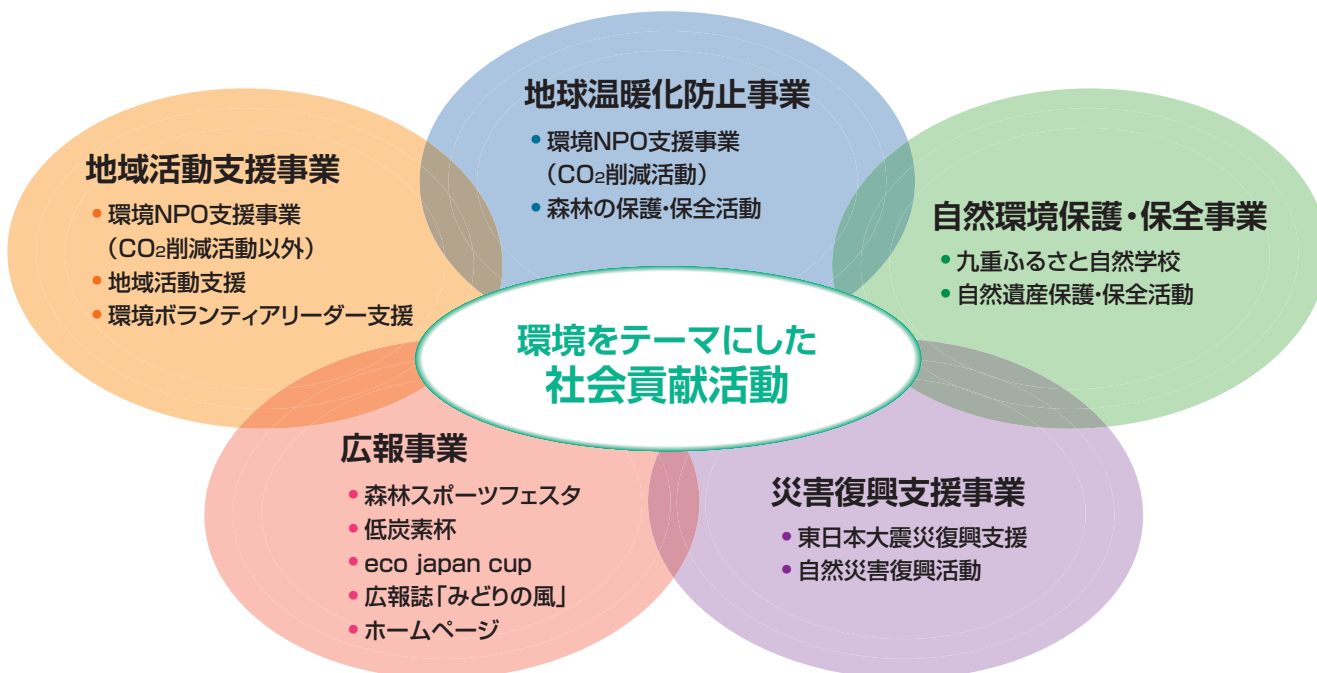 地球温暖化防止事業
• 環境NPO支援事業
（CO₂削減活動）
• 森林の保護・保全活動
地域活動支援事業
• 環境NPO支援事業
（CO₂削減活動以外）
• 地域活動支援
• 環境ボランティアリーダー支援
自然環境保護・保全事業
• 九重ふるさと自然学校
• 自然遺産保護・保全活動
環境をテーマにした
社会貢献活動
広報事業
• 森林スポーツフェスタ
• 低炭素杯
• eco japan cup
• 広報誌「みどりの風」
• ホームページ
災害復興支援事業
• 東日本大震災復興支援
• 自然災害復興活動